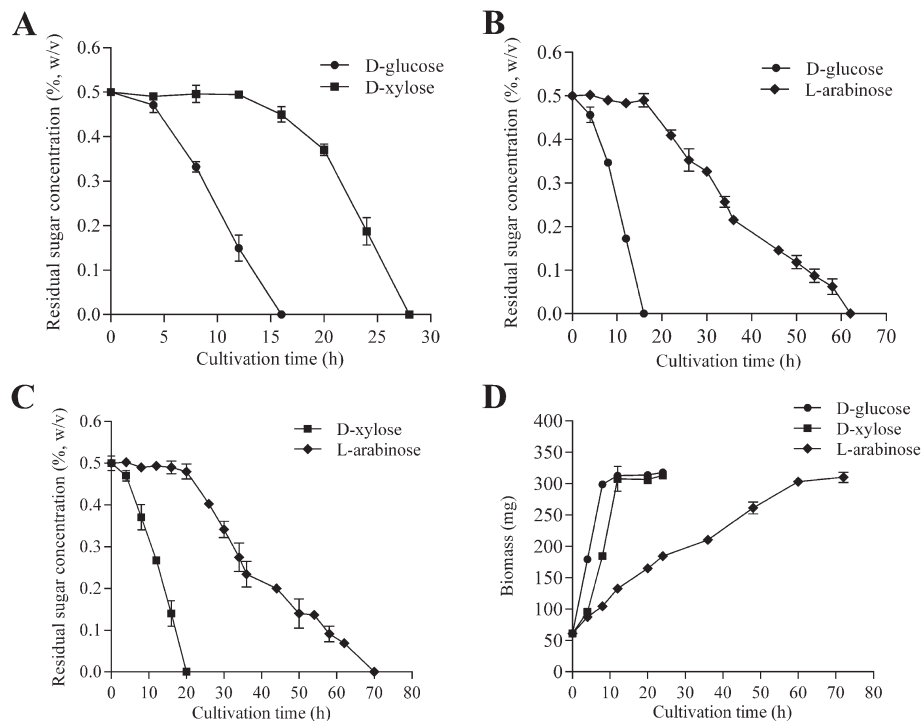 A
Residual sugar concentration (%, w/v)
0.6
0.5
0.4
0.3
0.2
0.1
0.0
0 5 10 15 20 25 30
Cultivation time (h)
D-glucose
D-xylose
B
Residual sugar concentration (%, w/v)
0.6
0.5
0.4
0.3
0.2
0.1
0.0
0 10 20 30 40 50 60 70
Cultivation time (h)
D-glucose
L-arabinose
C
Residual sugar concentration (%, w/v)
0.6
0.5
0.4
0.3
0.2
0.1
0.0
0 10 20 30 40 50 60 70 80
Cultivation time (h)
D-xylose
L-arabinose
D
Biomass (mg)
400
350
300
250
200
150
100
50
0
0 10 20 30 40 50 60 70 80
Cultivation time (h)
D-glucose
D-xylose
L-arabinose